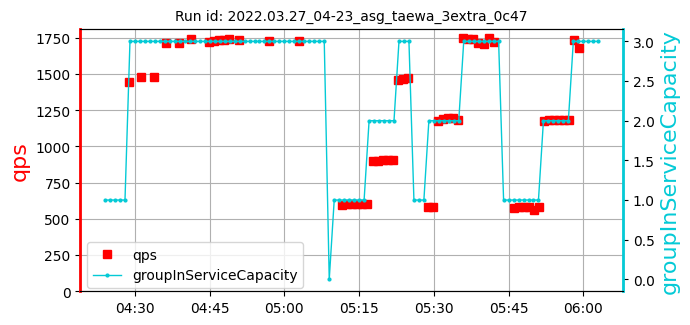 Run id: 2022.03.27_04-23_asg_taewa_3extra_0c47
qps
1750
1500
1250
1000
750
500
250
0
3.0
2.5
2.0
1.5
1.0
0.5
0.0
groupInServiceCapacity
qps
groupInServiceCapacity
04:30 04:45 05:00 05:15 05:30 05:45 06:00